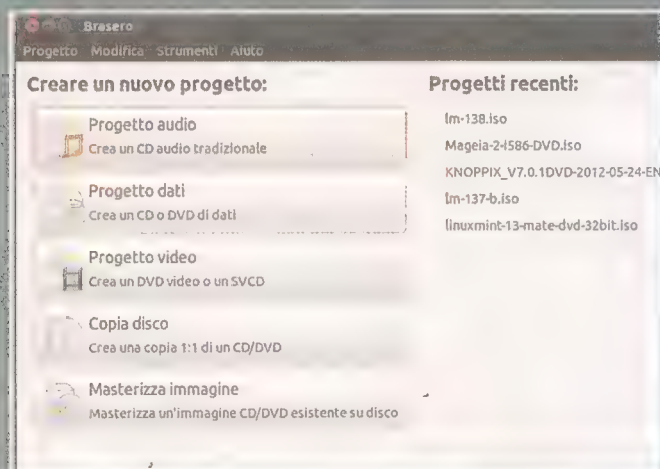 Brasero
Progetto Modifica Strumenti Aiuto
Creare un nuovo progetto:
Progetto audio
Crea un CD audio tradizionale
Progetto dati
Crea un CD o DVD di dati
Progetto video
Crea un DVD video o un SVCD
Copia disco
Crea una copia 1:1 di un CD/DVD
Masterizza immagine
Masterizza un'immagine CD/DVD esistente su disco
Progetti recenti:
lm-138.iso
Mageia-2-i586-DVD.iso
KNOPPIX_V7.0.1DVD-2012-05-24-EN
lm-137-b.iso
linuxmint-13-mate-dvd-32bit.iso